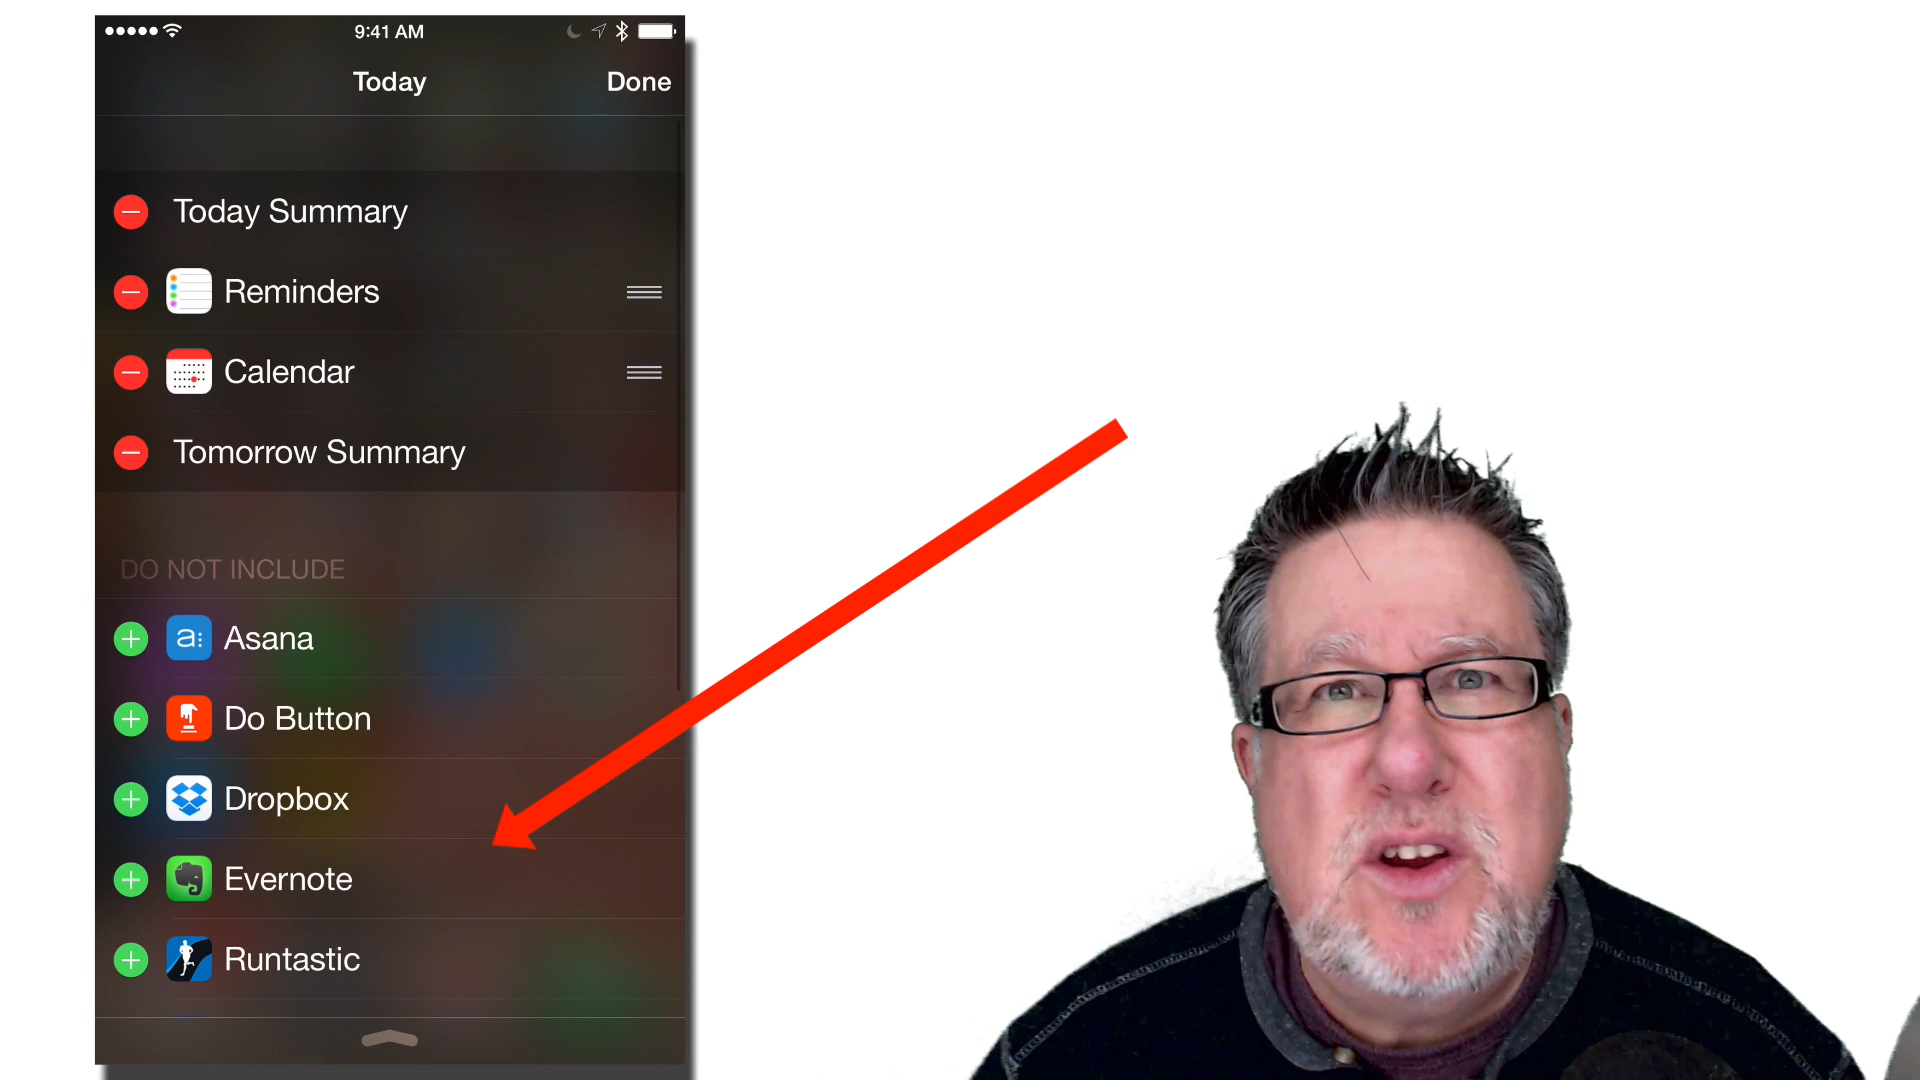 9:41 AM
Today
Done
Today Summary
Reminders
Calendar
Tomorrow Summary
DO NOT INCLUDE
a:
Asana
Do Button
Dropbox
Evernote
Runtastic